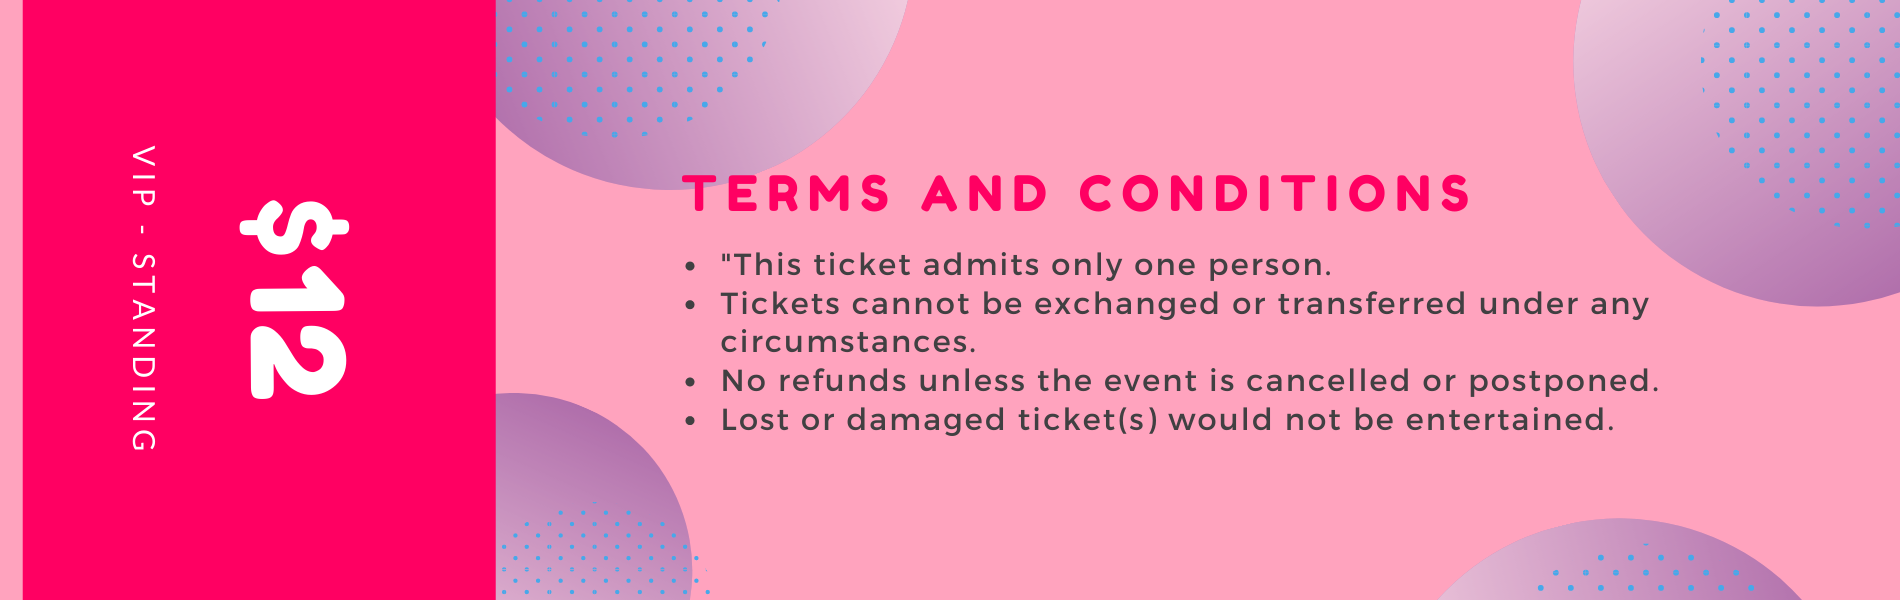 VIP - STANDING
$12
TERMS AND CONDITIONS
• "This ticket admits only one person.
• Tickets cannot be exchanged or transferred under any
circumstances.
• No refunds unless the event is cancelled or postponed.
• Lost or damaged ticket(s) would not be entertained.